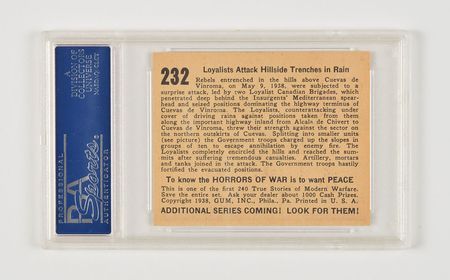 232
Loyalists Attack Hillside Trenches in Rain
Rebels entrenched in the hills above Cuevas de
Vinroma, on May 9, 1938, were subjected to a
surprise attack, led by two Loyalist Canadian Brigades, which
penetrated deep behind the Insurgents' Mediterranean spear-
head and seized positions dominating the highway terminus of
Cuevas de Vinroma. The Loyalists, counterattacking under
cover of driving rains against positions taken from them
along the important inland highway from Alcalá de Chivert to
Cuevas de Vinroma, threw their strength against the sector on
the northern outskirts of Cuevas. Splitting into smaller units
(see picture) the Government troops charged up the slopes in
groups of ten to escape annihilation by enemy fire. The
Loyalists completely encircled the hills and reached the sum-
mits after suffering tremendous casualties. Artillery, mortars
and tanks joined in the attack. The Government troops hastily
fortified the evacuated positions.
To know the HORRORS OF WAR is to want PEACE
This is one of the first 240 True Stories of Modern Warfare.
Save the entire set. Ask your dealer about 1000 Cash Prizes.
Copyright 1938, GUM, INC., Phila., Pa. Printed in U. S. A.
ADDITIONAL SERIES COMING! LOOK FOR THEM!
A
DIVISION OF
COLLECTORS
UNIVERSE
NASDAQ: CLCT
PROFESSIONAL
PSA
Sports
AUTHENTICATOR